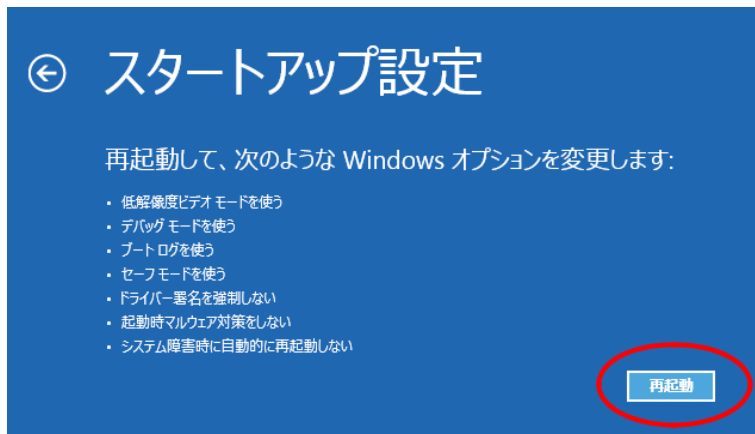 スタートアップ設定
再起動して、次のような Windows オプションを変更します:
• 低解像度ビデオ モードを使う
• デバッグ モードを使う
• ブート ログを使う
• セーフ モードを使う
• ドライバー署名を強制しない
• 起動時マルウェア対策をしない
• システム障害時に自動的に再起動しない
再起動